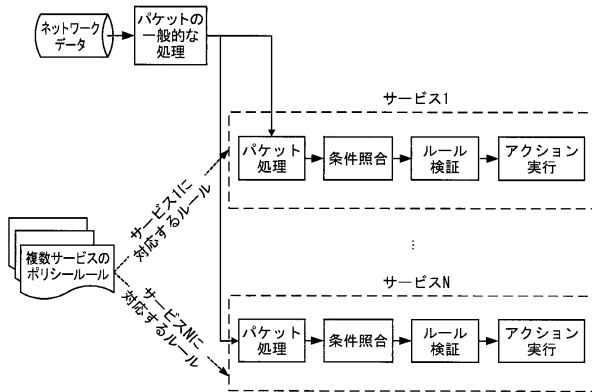 ネットワーク
データ
パケットの
一般的な
処理
サービス1
パケット
処理
条件照合
ルール
検証
アクション
実行
サービス1に
対応するルール
複数サービスの
ポリシールール
サービスNに
対応するルール
⋮
サービスN
パケット
処理
条件照合
ルール
検証
アクション
実行